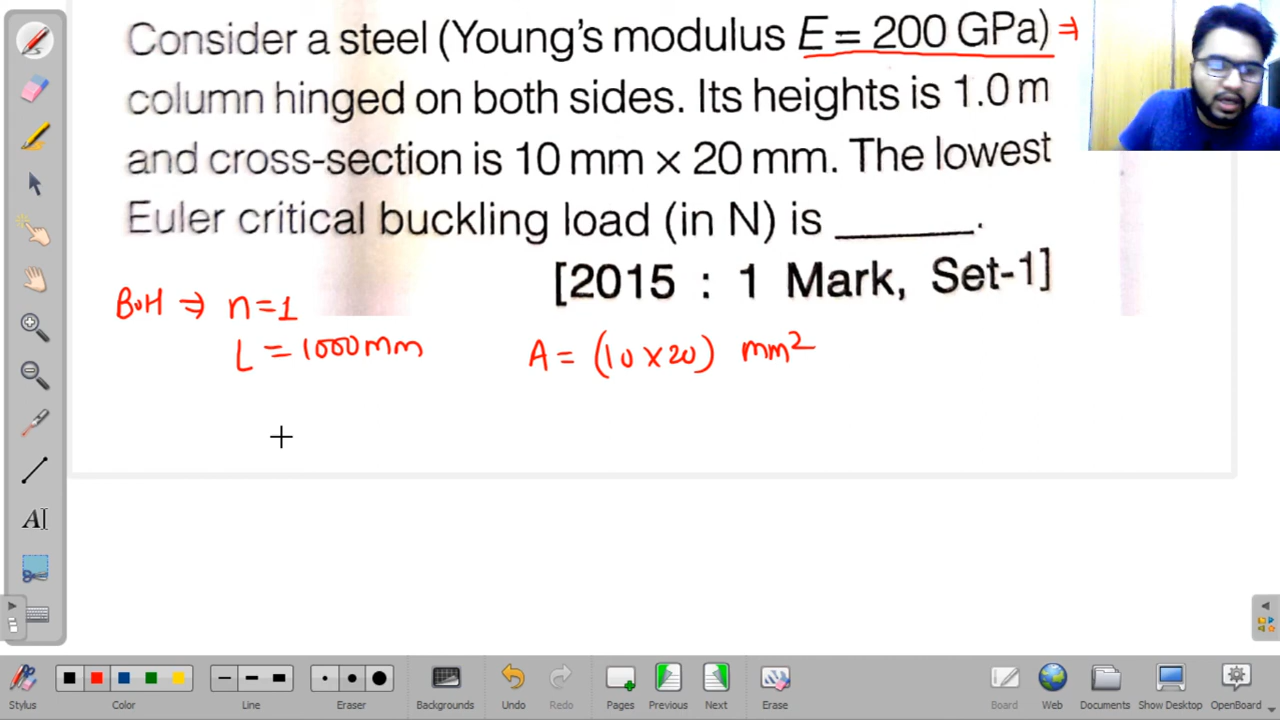 Consider a steel (Young's modulus E = 200 GPa) ⇒
column hinged on both sides. Its heights is 1.0 m
and cross-section is 10 mm × 20 mm. The lowest
Euler critical buckling load (in N) is ______.
[2015 : 1 Mark, Set-1]
BoH ⇒ n=1
L = 1000mm
A = (10 × 20) mm²
AI
Stylus
Color
Line
Eraser
Backgrounds
Undo
Redo
Pages
Previous
Next
Erase
Board
Web
Documents
Show Desktop
OpenBoard